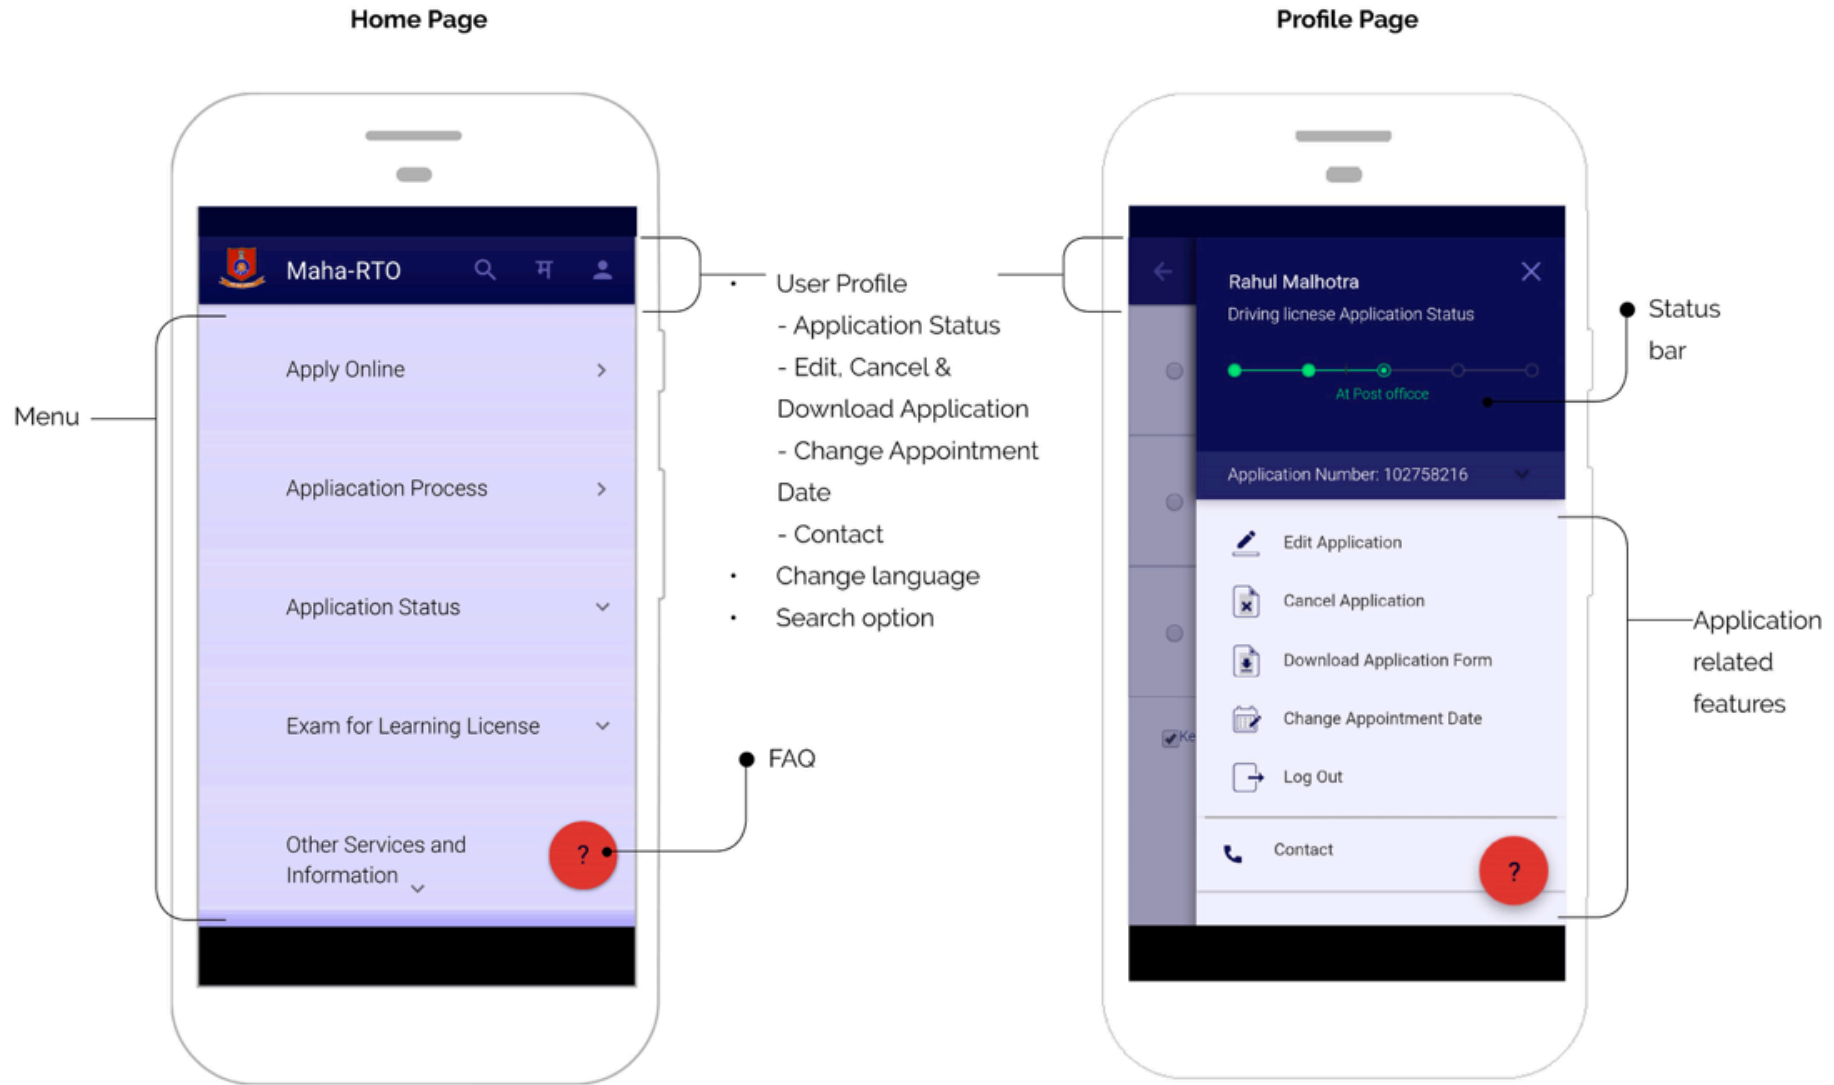 Home Page
Profile Page
Maha-RTO
म
Apply Online
Appliacation Process
Application Status
Exam for Learning License
Other Services and
Information
?
Menu
• User Profile
- Application Status
- Edit, Cancel &
Download Application
- Change Appointment
Date
- Contact
• Change language
• Search option
FAQ
Rahul Malhotra
Driving licnese Application Status
At Post officce
Application Number: 102758216
Ke
Edit Application
Cancel Application
Download Application Form
Change Appointment Date
Log Out
Contact
?
Status
bar
Application
related
features